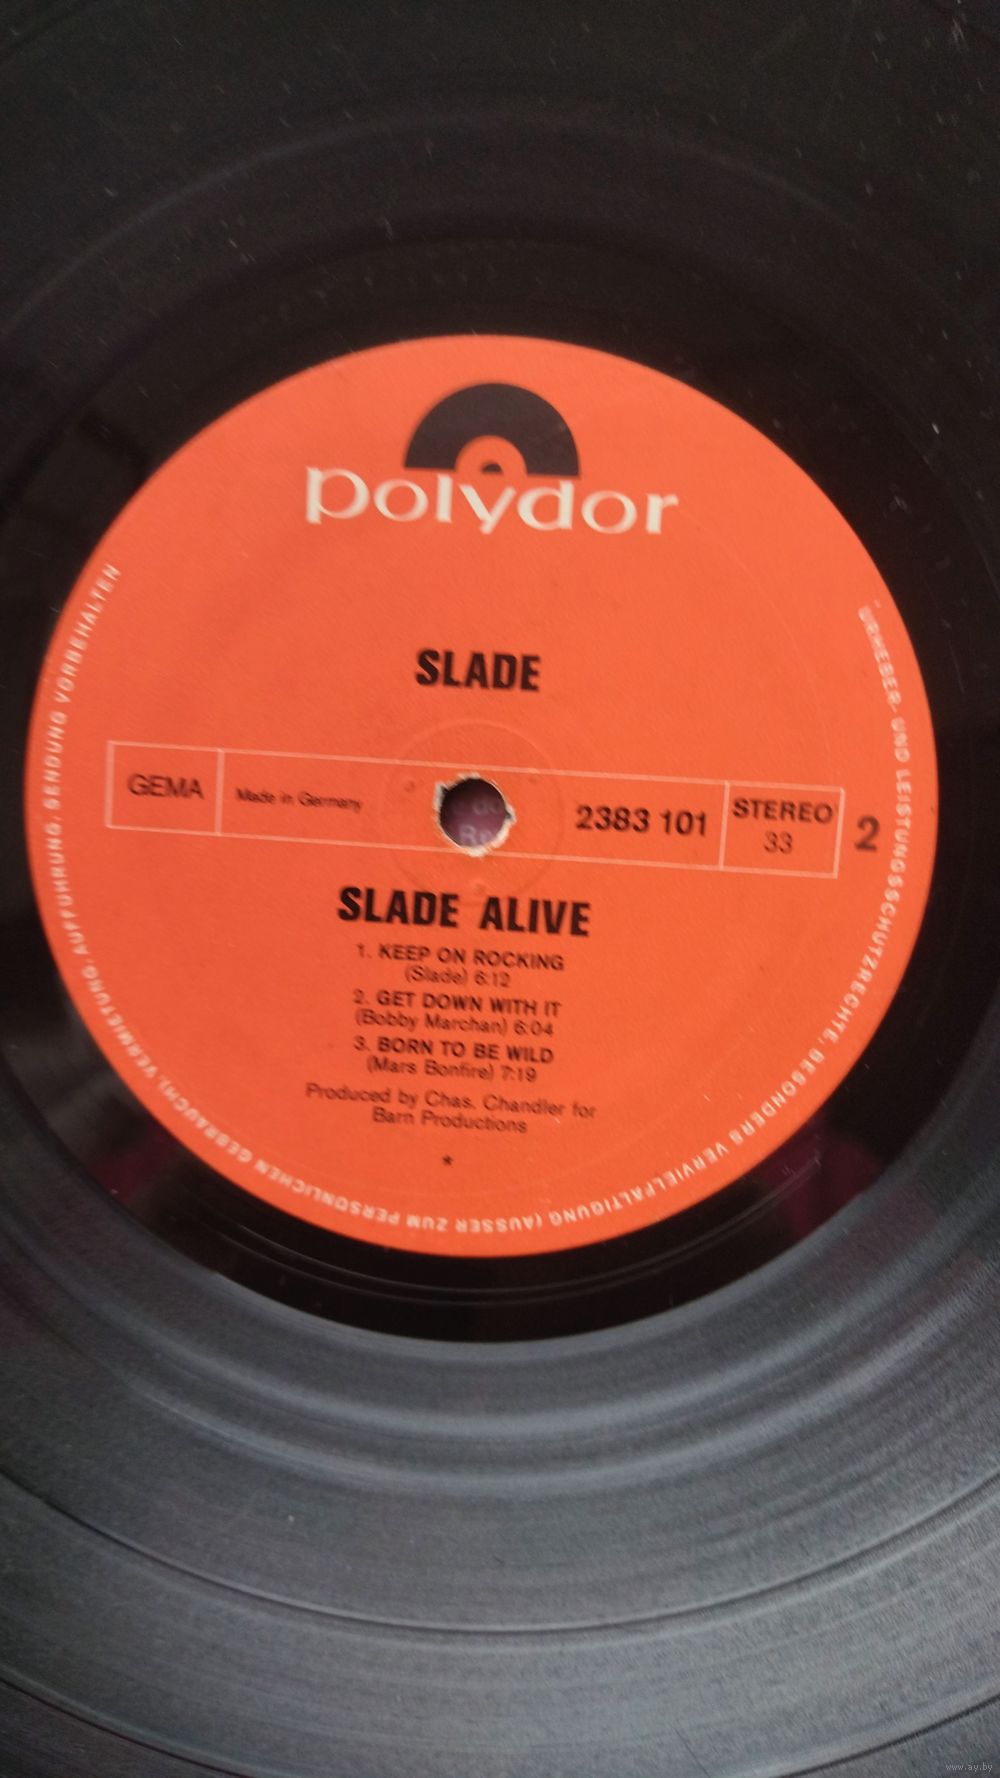 polydor
SLADE
GEMA
Made in Germany
2383 101
STEREO
33
2
SLADE ALIVE
1. KEEP ON ROCKING
(Slade) 6:12
2. GET DOWN WITH IT
(Bobby Marchan) 6:04
3. BORN TO BE WILD
(Mars Bonfire) 7:19
Produced by Chas. Chandler for
Barn Productions
*
URHEBER- UND LEISTUNGSSCHUTZRECHTE, BESONDERS VERVIELFÄLTIGUNG (AUSSER ZUM PERSÖNLICHEN GEBRAUCH), VERMIETUNG, AUFFÜHRUNG, SENDUNG VORBEHALTEN
www.ay.by